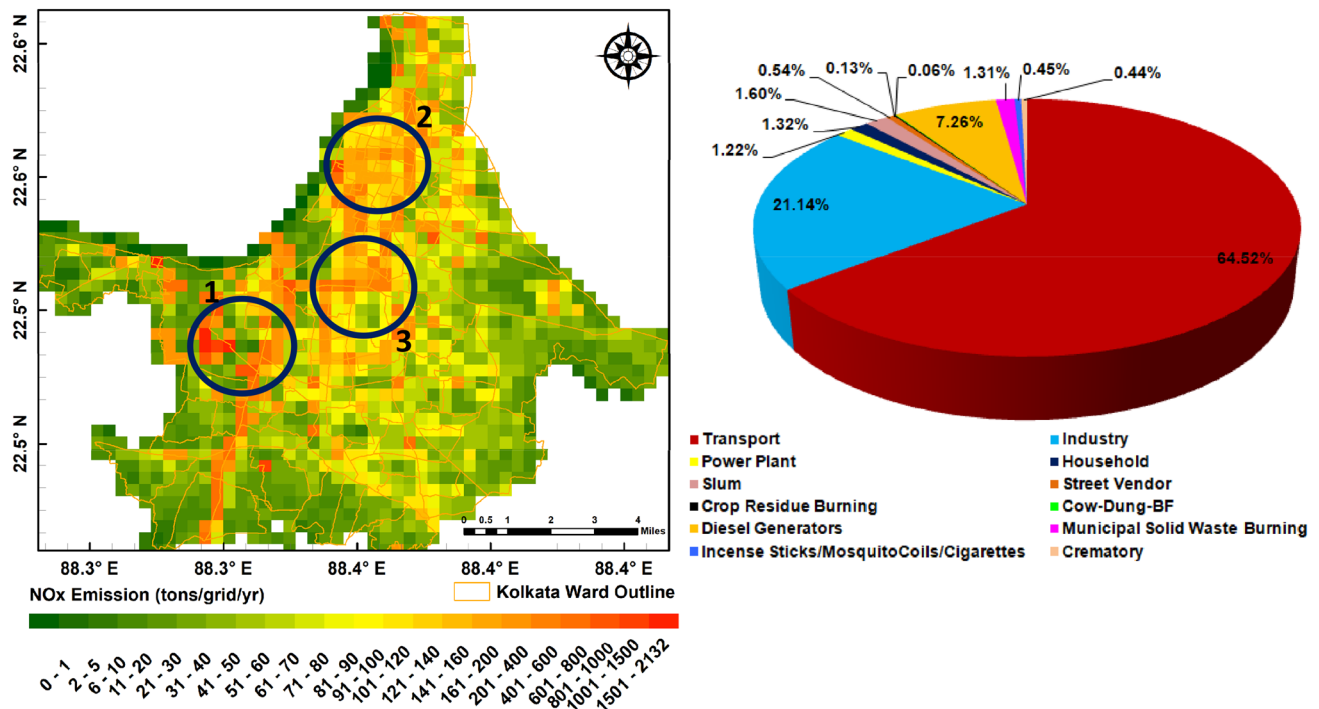 22.6° N
22.6° N
22.5° N
22.5° N
2
1
3
0 0.5 1 2 3 4
Miles
88.3° E 88.3° E 88.4° E 88.4° E 88.4° E
NOx Emission (tons/grid/yr)
Kolkata Ward Outline
0 - 1
2 - 5
6 - 10
11 - 20
21 - 30
31 - 40
41 - 50
51 - 60
61 - 70
71 - 80
81 - 90
91 - 100
101 - 120
121 - 140
141 - 160
161 - 200
201 - 400
401 - 600
601 - 800
801 - 1000
1001 - 1500
1501 - 2132
0.54% 0.13% 0.06% 1.31% 0.45% 0.44%
1.60%
1.32%
1.22%
7.26%
21.14%
64.52%
Transport
Industry
Power Plant
Household
Slum
Street Vendor
Crop Residue Burning
Cow-Dung-BF
Diesel Generators
Municipal Solid Waste Burning
Incense Sticks/MosquitoCoils/Cigarettes
Crematory